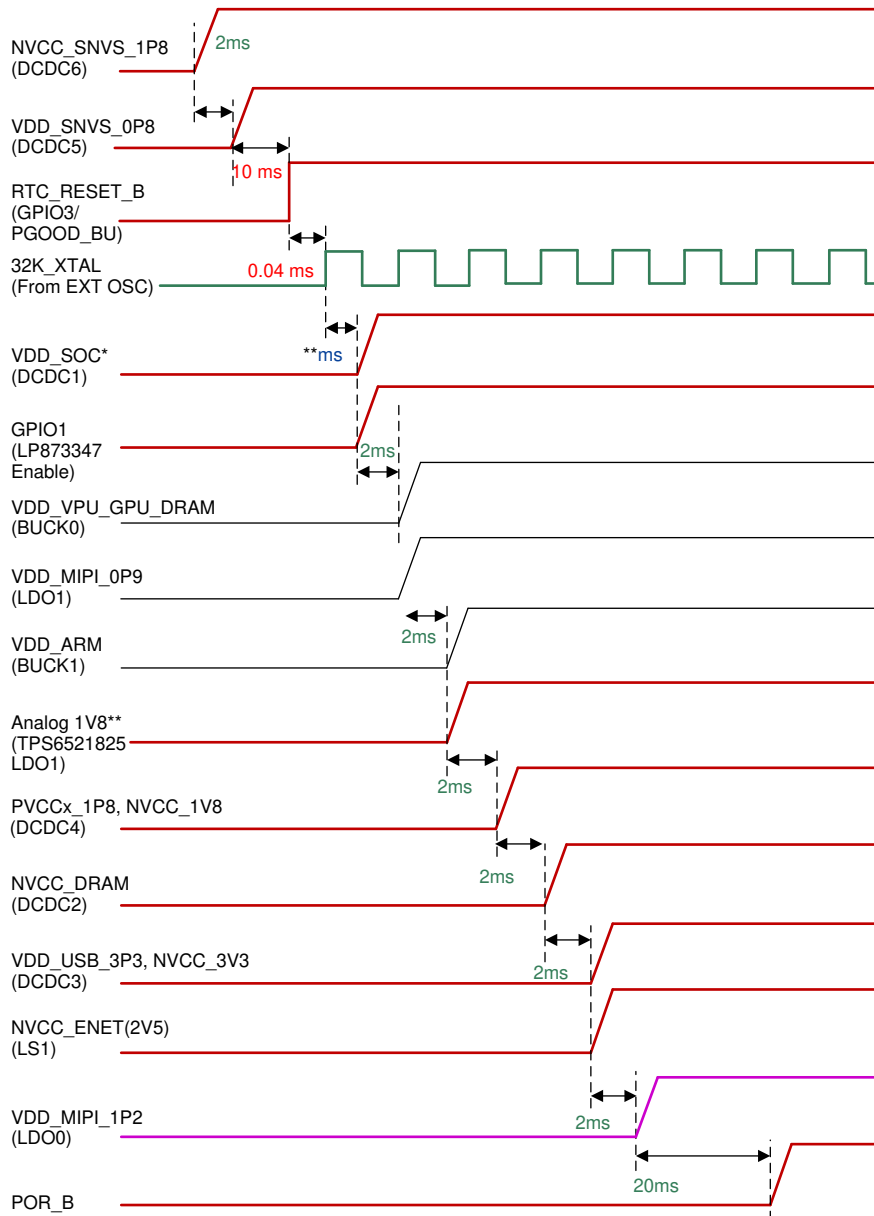 NVCC_SNVS_1P8
(DCDC6)
2ms
VDD_SNVS_0P8
(DCDC5)
10 ms
RTC_RESET_B
(GPIO3/
PGOOD_BU)
32K_XTAL
(From EXT OSC)
0.04 ms
VDD_SOC*
(DCDC1)
**ms
GPIO1
(LP873347
Enable)
2ms
VDD_VPU_GPU_DRAM
(BUCK0)
VDD_MIPI_0P9
(LDO1)
2ms
VDD_ARM
(BUCK1)
Analog 1V8**
(TPS6521825
LDO1)
2ms
PVCCx_1P8, NVCC_1V8
(DCDC4)
2ms
NVCC_DRAM
(DCDC2)
2ms
VDD_USB_3P3, NVCC_3V3
(DCDC3)
NVCC_ENET(2V5)
(LS1)
2ms
VDD_MIPI_1P2
(LDO0)
20ms
POR_B